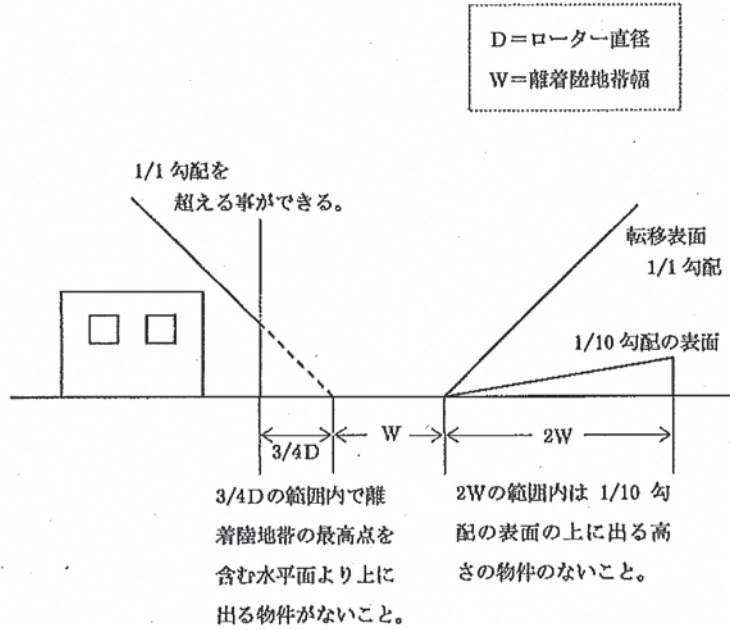 D=ローター直径
W=離着陸地帯幅
1/1 勾配を
超える事ができる。
転移表面
1/1 勾配
1/10 勾配の表面
3/4D
W
2W
3/4Dの範囲内で離
着陸地帯の最高点を
含む水平面より上に
出る物件がないこと。
2Wの範囲内は 1/10 勾
配の表面の上に出る高
さの物件のないこと。